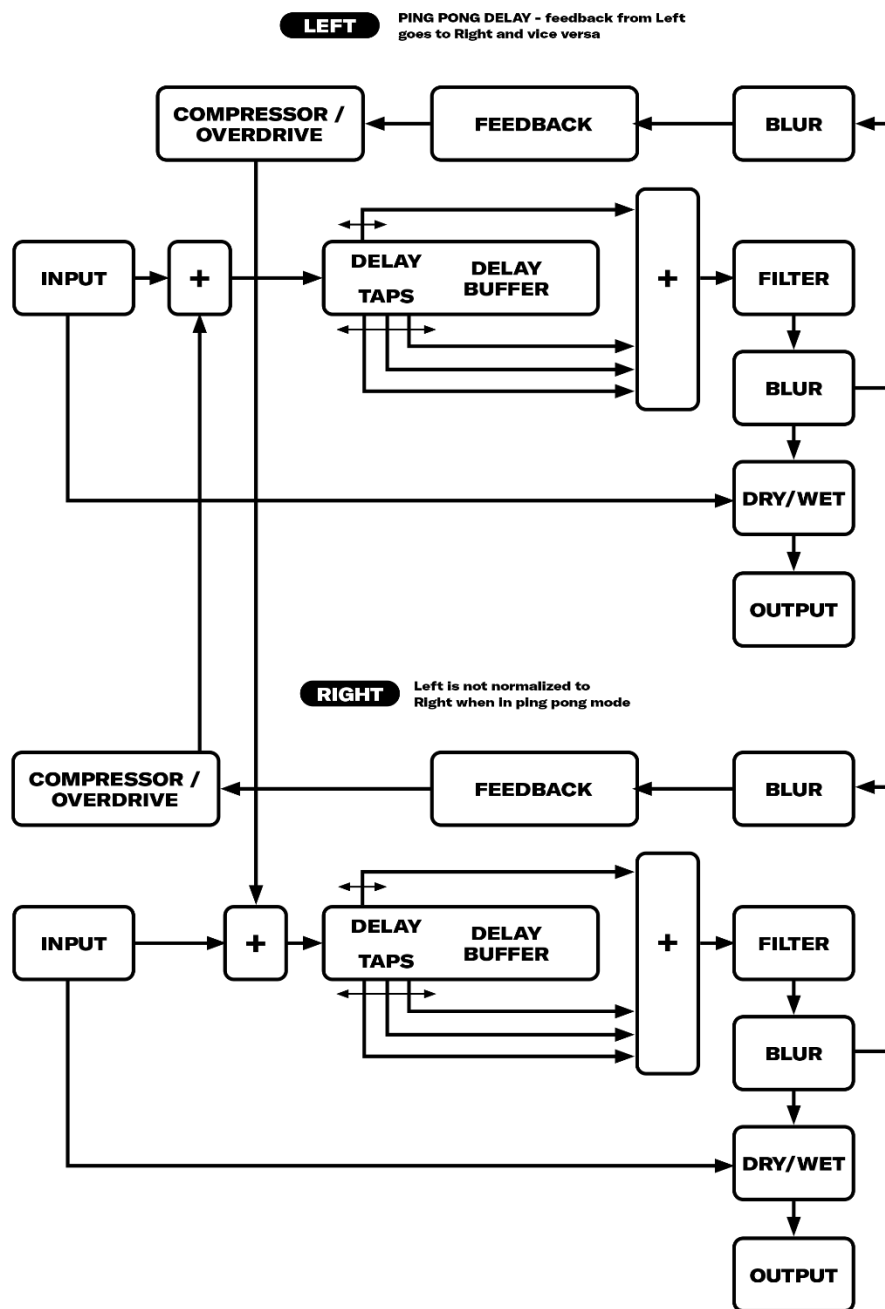 LEFT
PING PONG DELAY - feedback from Left
goes to Right and vice versa
COMPRESSOR /
OVERDRIVE
FEEDBACK
BLUR
INPUT
+
DELAY
TAPS
DELAY
BUFFER
+
FILTER
BLUR
DRY/WET
OUTPUT
RIGHT
Left is not normalized to
Right when in ping pong mode
COMPRESSOR /
OVERDRIVE
FEEDBACK
BLUR
INPUT
+
DELAY
TAPS
DELAY
BUFFER
+
FILTER
BLUR
DRY/WET
OUTPUT